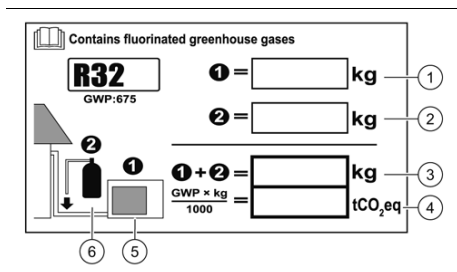 Contains fluorinated greenhouse gases
R32
GWP:675
❶ = kg ①
❷ = kg ②
❷
❶
❶+❷ = kg ③
GWP × kg
1000
= tCO₂eq ④
⑥ ⑤